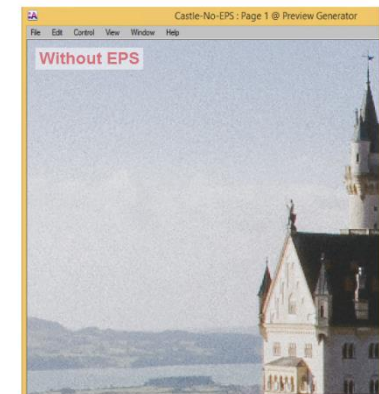 Castle-No-EPS : Page 1 @ Preview Generator
File Edit Control View Window Help
Without EPS